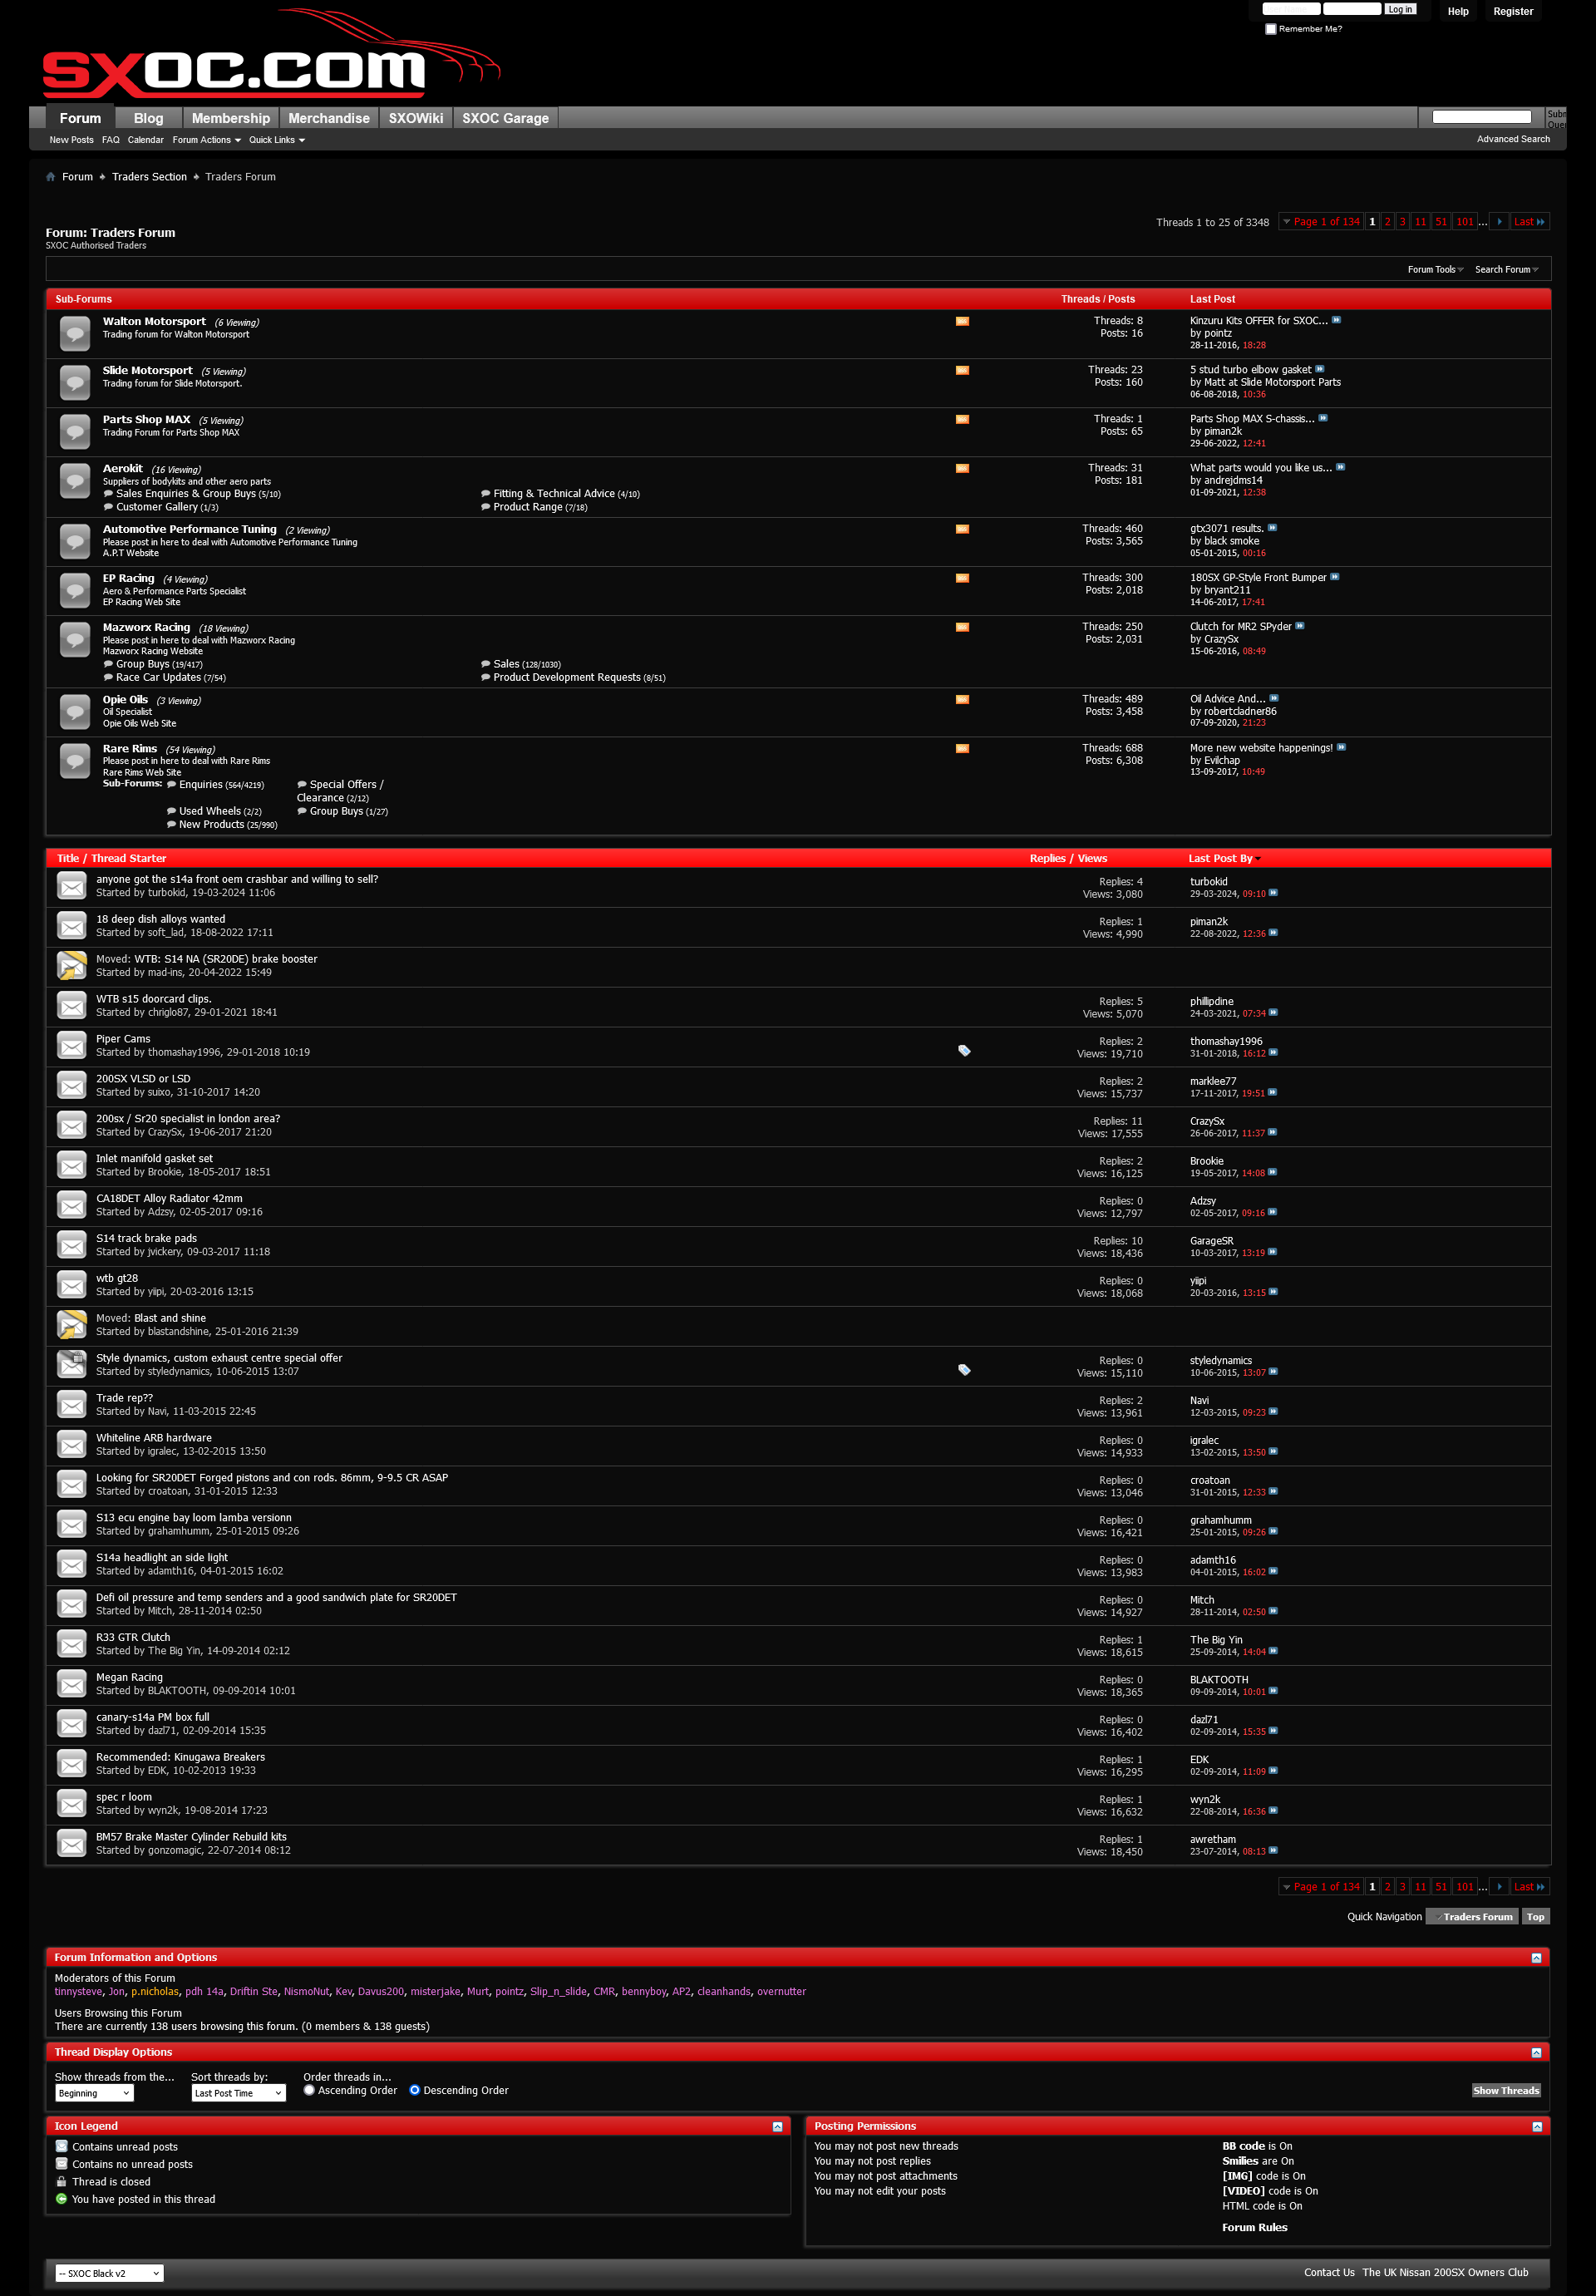 Log in
Help
Register
Remember Me?
SXOC.COM
Forum Blog Membership Merchandise SXOWiki SXOC Garage
New Posts FAQ Calendar Forum Actions Quick Links
Advanced Search
Forum Traders Section Traders Forum
Threads 1 to 25 of 3348 Page 1 of 134 1 2 3 11 51 101 ... Last
Forum: Traders Forum
SXOC Authorised Traders
Forum Tools Search Forum
Sub-Forums Threads / Posts Last Post
Walton Motorsport (6 Viewing)
Trading forum for Walton Motorsport
Threads: 8
Posts: 16
Kinzuru Kits OFFER for SXOC...
by pointz
28-11-2016, 18:28
Slide Motorsport (5 Viewing)
Trading forum for Slide Motorsport.
Threads: 23
Posts: 160
5 stud turbo elbow gasket
by Matt at Slide Motorsport Parts
06-08-2018, 10:36
Parts Shop MAX (5 Viewing)
Trading Forum for Parts Shop MAX
Threads: 1
Posts: 65
Parts Shop MAX S-chassis...
by piman2k
29-06-2022, 12:41
Aerokit (16 Viewing)
Suppliers of bodykits and other aero parts
Sales Enquiries & Group Buys (5/10) Fitting & Technical Advice (4/10)
Customer Gallery (1/3) Product Range (7/18)
Threads: 31
Posts: 181
What parts would you like us...
by andrejdms14
01-09-2021, 12:38
Automotive Performance Tuning (2 Viewing)
Please post in here to deal with Automotive Performance Tuning
A.P.T Website
Threads: 460
Posts: 3,565
gtx3071 results.
by black smoke
05-01-2015, 00:16
EP Racing (4 Viewing)
Aero & Performance Parts Specialist
EP Racing Web Site
Threads: 300
Posts: 2,018
180SX GP-Style Front Bumper
by bryant211
14-06-2017, 17:41
Mazworx Racing (18 Viewing)
Please post in here to deal with Mazworx Racing
Mazworx Racing Website
Group Buys (19/417) Sales (128/1030)
Race Car Updates (7/54) Product Development Requests (8/51)
Threads: 250
Posts: 2,031
Clutch for MR2 SPyder
by CrazySx
15-06-2016, 08:49
Opie Oils (3 Viewing)
Oil Specialist
Opie Oils Web Site
Threads: 489
Posts: 3,458
Oil Advice And...
by robertcladner86
07-09-2020, 21:23
Rare Rims (54 Viewing)
Please post in here to deal with Rare Rims
Rare Rims Web Site
Sub-Forums: Enquiries (564/4219) Special Offers /
Clearance (2/12)
Used Wheels (2/2) Group Buys (1/27)
New Products (25/990)
Threads: 688
Posts: 6,308
More new website happenings!
by Evilchap
13-09-2017, 10:49
Title / Thread Starter Replies / Views Last Post By
anyone got the s14a front oem crashbar and willing to sell?
Started by turbokid, 19-03-2024 11:06
Replies: 4
Views: 3,080
turbokid
29-03-2024, 09:10
18 deep dish alloys wanted
Started by soft_lad, 18-08-2022 17:11
Replies: 1
Views: 4,990
piman2k
22-08-2022, 12:36
Moved: WTB: S14 NA (SR20DE) brake booster
Started by mad-ins, 20-04-2022 15:49
WTB s15 doorcard clips.
Started by chriglo87, 29-01-2021 18:41
Replies: 5
Views: 5,070
phillipdine
24-03-2021, 07:34
Piper Cams
Started by thomashay1996, 29-01-2018 10:19
Replies: 2
Views: 19,710
thomashay1996
31-01-2018, 16:12
200SX VLSD or LSD
Started by suixo, 31-10-2017 14:20
Replies: 2
Views: 15,737
marklee77
17-11-2017, 19:51
200sx / Sr20 specialist in london area?
Started by CrazySx, 19-06-2017 21:20
Replies: 11
Views: 17,555
CrazySx
26-06-2017, 11:37
Inlet manifold gasket set
Started by Brookie, 18-05-2017 18:51
Replies: 2
Views: 16,125
Brookie
19-05-2017, 14:08
CA18DET Alloy Radiator 42mm
Started by Adzsy, 02-05-2017 09:16
Replies: 0
Views: 12,797
Adzsy
02-05-2017, 09:16
S14 track brake pads
Started by jvickery, 09-03-2017 11:18
Replies: 10
Views: 18,436
GarageSR
10-03-2017, 13:19
wtb gt28
Started by yiipi, 20-03-2016 13:15
Replies: 0
Views: 18,068
yiipi
20-03-2016, 13:15
Moved: Blast and shine
Started by blastandshine, 25-01-2016 21:39
Style dynamics, custom exhaust centre special offer
Started by styledynamics, 10-06-2015 13:07
Replies: 0
Views: 15,110
styledynamics
10-06-2015, 13:07
Trade rep??
Started by Navi, 11-03-2015 22:45
Replies: 2
Views: 13,961
Navi
12-03-2015, 09:23
Whiteline ARB hardware
Started by igralec, 13-02-2015 13:50
Replies: 0
Views: 14,933
igralec
13-02-2015, 13:50
Looking for SR20DET Forged pistons and con rods. 86mm, 9-9.5 CR ASAP
Started by croatoan, 31-01-2015 12:33
Replies: 0
Views: 13,046
croatoan
31-01-2015, 12:33
S13 ecu engine bay loom lamba versionn
Started by grahamhumm, 25-01-2015 09:26
Replies: 0
Views: 16,421
grahamhumm
25-01-2015, 09:26
S14a headlight an side light
Started by adamth16, 04-01-2015 16:02
Replies: 0
Views: 13,983
adamth16
04-01-2015, 16:02
Defi oil pressure and temp senders and a good sandwich plate for SR20DET
Started by Mitch, 28-11-2014 02:50
Replies: 0
Views: 14,927
Mitch
28-11-2014, 02:50
R33 GTR Clutch
Started by The Big Yin, 14-09-2014 02:12
Replies: 1
Views: 18,615
The Big Yin
25-09-2014, 14:04
Megan Racing
Started by BLAKTOOTH, 09-09-2014 10:01
Replies: 0
Views: 18,365
BLAKTOOTH
09-09-2014, 10:01
canary-s14a PM box full
Started by dazl71, 02-09-2014 15:35
Replies: 0
Views: 16,402
dazl71
02-09-2014, 15:35
Recommended: Kinugawa Breakers
Started by EDK, 10-02-2013 19:33
Replies: 1
Views: 16,295
EDK
02-09-2014, 11:09
spec r loom
Started by wyn2k, 19-08-2014 17:23
Replies: 1
Views: 16,632
wyn2k
22-08-2014, 16:36
BM57 Brake Master Cylinder Rebuild kits
Started by gonzomagic, 22-07-2014 08:12
Replies: 1
Views: 18,450
awretham
23-07-2014, 08:13
Page 1 of 134 1 2 3 11 51 101 ... Last
Quick Navigation Traders Forum Top
Forum Information and Options
Moderators of this Forum
tinnysteve, Jon, p.nicholas, pdh 14a, Driftin Ste, NismoNut, Kev, Davus200, misterjake, Murt, pointz, Slip_n_slide, CMR, bennyboy, AP2, cleanhands, overnutter
Users Browsing this Forum
There are currently 138 users browsing this forum. (0 members & 138 guests)
Thread Display Options
Show threads from the... Sort threads by: Order threads in...
Beginning Last Post Time Ascending Order Descending Order
Show Threads
Icon Legend
Contains unread posts
Contains no unread posts
Thread is closed
You have posted in this thread
Posting Permissions
You may not post new threads
You may not post replies
You may not post attachments
You may not edit your posts
BB code is On
Smilies are On
[IMG] code is On
[VIDEO] code is On
HTML code is On
Forum Rules
-- SXOC Black v2
Contact Us The UK Nissan 200SX Owners Club